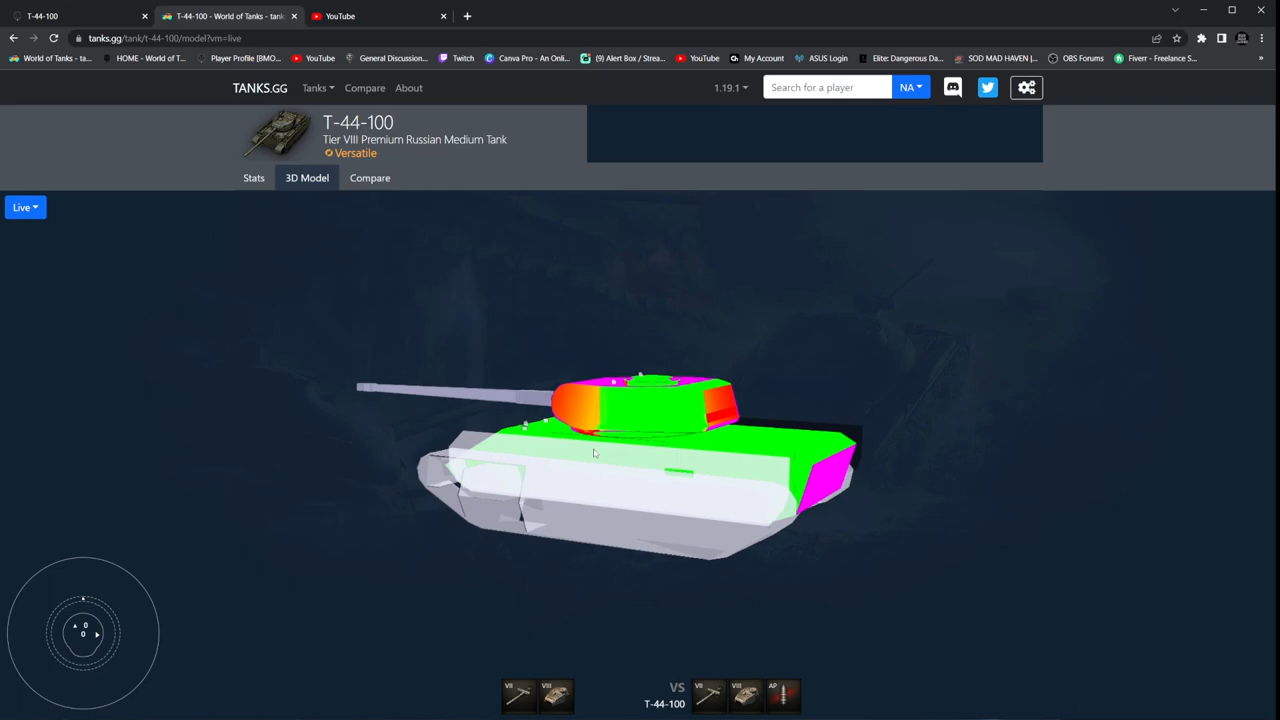 T-44-100
T-44-100 - World of Tanks - tank
YouTube
tanks.gg/tank/t-44-100/model?vm=live
World of Tanks - ta...
HOME - World of T...
Player Profile (BMO...
YouTube
General Discussion...
Twitch
Canva Pro - An Onli...
(9) Alert Box / Strea...
YouTube
My Account
ASUS Login
Elite: Dangerous Da...
SOD MAD HAVEN |...
OBS Forums
Fiverr - Freelance S...
»
TANKS.GG
Tanks
Compare
About
1.19.1
Search for a player
NA
T-44-100
Tier VIII Premium Russian Medium Tank
Versatile
Stats
3D Model
Compare
Live
0
0
VII
VIII
VS
T-44-100
VII
VIII
AP